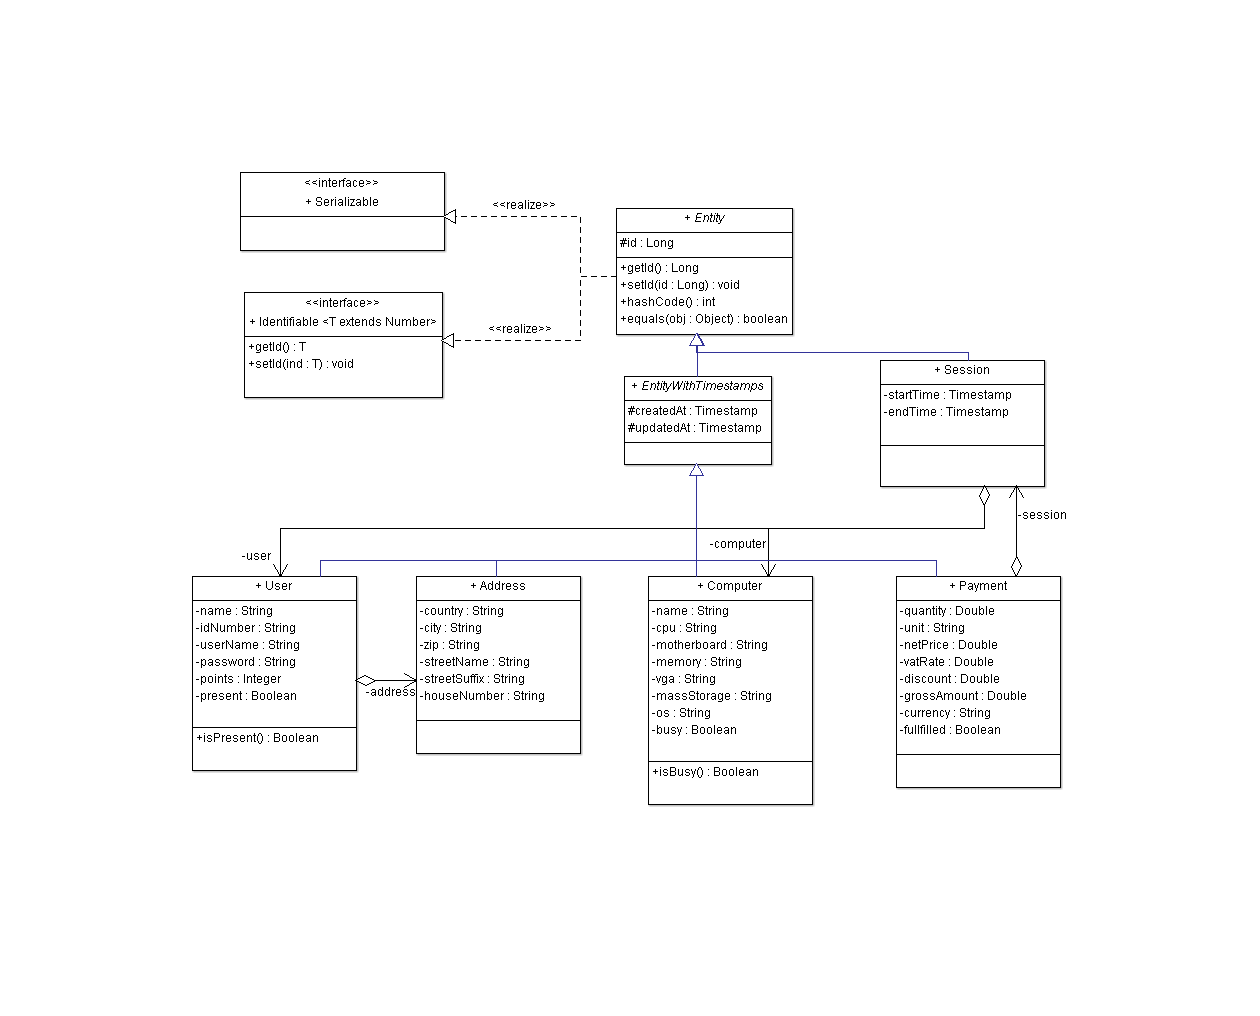 <<interface>>
+ Serializable
<<realize>>
+ Entity
#id : Long
+getId() : Long
+setId(id : Long) : void
+hashCode() : int
+equals(obj : Object) : boolean
<<interface>>
+ Identifiable <T extends Number>
+getId() : T
+setId(ind : T) : void
<<realize>>
+ EntityWithTimestamps
#createdAt : Timestamp
#updatedAt : Timestamp
+ Session
-startTime : Timestamp
-endTime : Timestamp
-session
-computer
-user
+ User
-name : String
-idNumber : String
-userName : String
-password : String
-points : Integer
-present : Boolean
+isPresent() : Boolean
-address
+ Address
-country : String
-city : String
-zip : String
-streetName : String
-streetSuffix : String
-houseNumber : String
+ Computer
-name : String
-cpu : String
-motherboard : String
-memory : String
-vga : String
-massStorage : String
-os : String
-busy : Boolean
+isBusy() : Boolean
+ Payment
-quantity : Double
-unit : String
-netPrice : Double
-vatRate : Double
-discount : Double
-grossAmount : Double
-currency : String
-fullfilled : Boolean